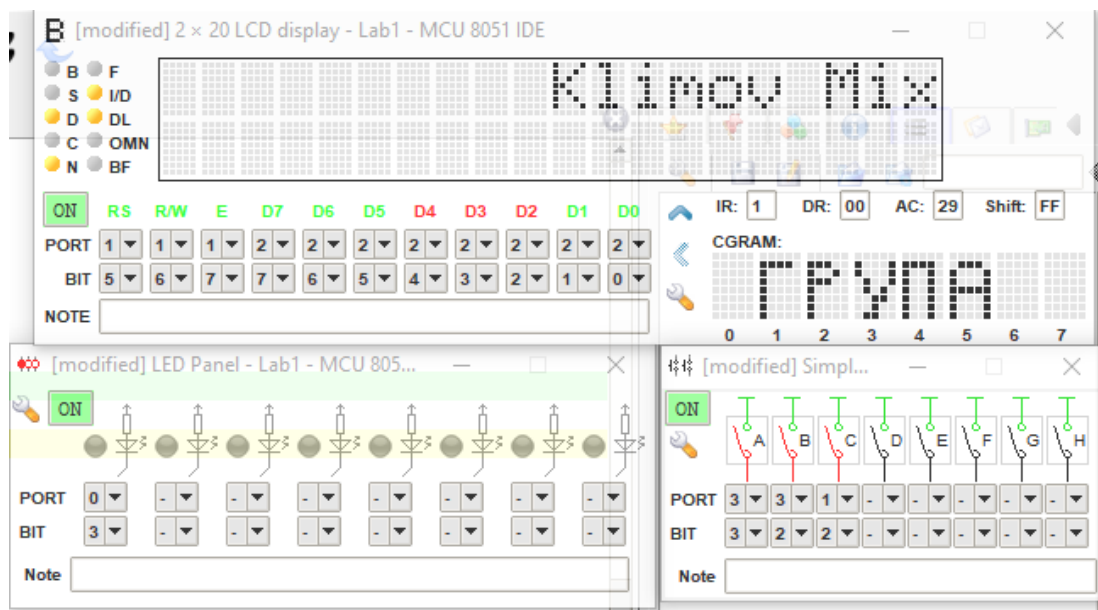 B [modified] 2 × 20 LCD display - Lab1 - MCU 8051 IDE
B F
S I/D
D DL
C OMN
N BF
Klimov Mix
ON RS R/W E D7 D6 D5 D4 D3 D2 D1 D0
PORT 1 1 1 2 2 2 2 2 2 2 2
BIT 5 6 7 7 6 5 4 3 2 1 0
NOTE
IR: 1 DR: 00 AC: 29 Shift: FF
CGRAM:
ГРУПА
0 1 2 3 4 5 6 7
[modified] LED Panel - Lab1 - MCU 805...
ON
PORT 0 - - - - - - -
BIT 3 - - - - - - -
Note
[modified] Simpl...
ON
A B C D E F G H
PORT 3 3 1 - - - - -
BIT 3 2 2 - - - - -
Note